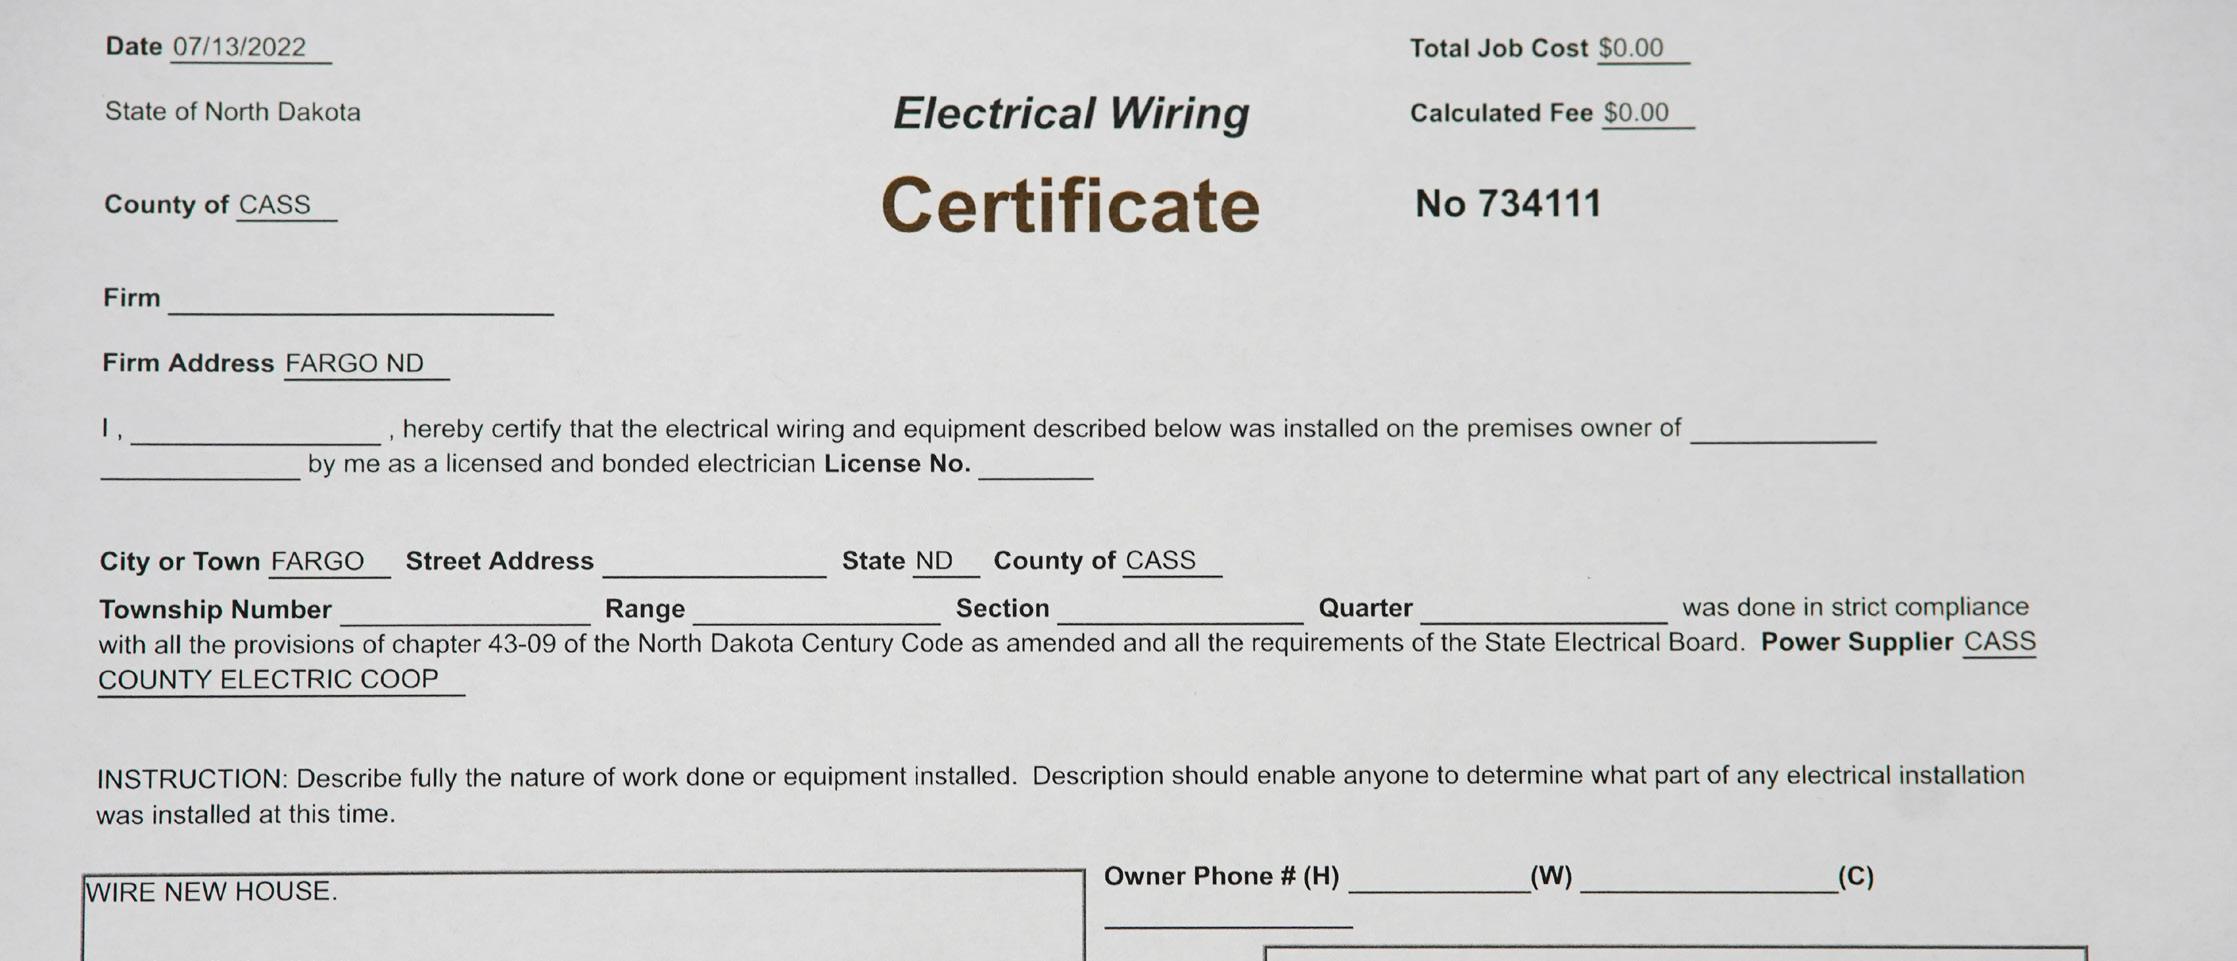 Date 07/13/2022
Total Job Cost $0.00
State of North Dakota
Electrical Wiring
Calculated Fee $0.00
County of CASS
Certificate
No 734111
Firm
Firm Address FARGO ND
I , , hereby certify that the electrical wiring and equipment described below was installed on the premises owner of
by me as a licensed and bonded electrician License No.
City or Town FARGO Street Address State ND County of CASS
Township Number Range Section Quarter was done in strict compliance
with all the provisions of chapter 43-09 of the North Dakota Century Code as amended and all the requirements of the State Electrical Board. Power Supplier CASS
COUNTY ELECTRIC COOP
INSTRUCTION: Describe fully the nature of work done or equipment installed. Description should enable anyone to determine what part of any electrical installation
was installed at this time.
WIRE NEW HOUSE.
Owner Phone # (H) (W) (C)